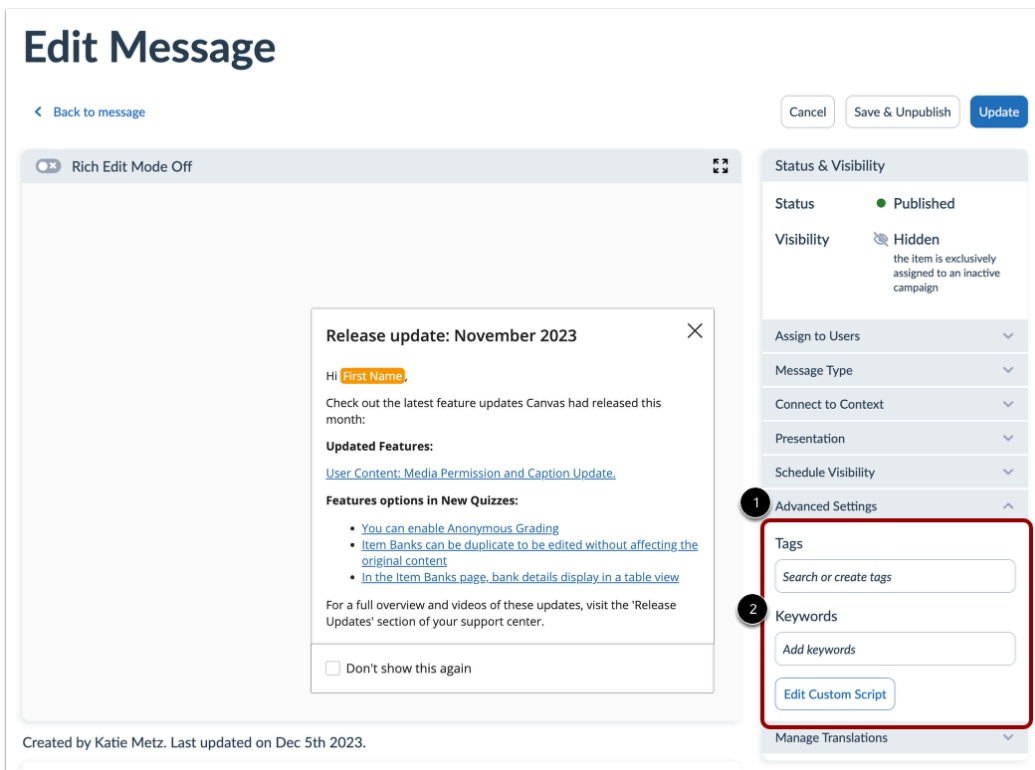 Edit Message
Back to message
Cancel
Save & Unpublish
Update
Rich Edit Mode Off
Release update: November 2023
Hi First Name,
Check out the latest feature updates Canvas had released this
month:
Updated Features:
User Content: Media Permission and Caption Update.
Features options in New Quizzes:
• You can enable Anonymous Grading
• Item Banks can be duplicate to be edited without affecting the
original content
• In the Item Banks page, bank details display in a table view
For a full overview and videos of these updates, visit the 'Release
Updates' section of your support center.
Don't show this again
Created by Katie Metz. Last updated on Dec 5th 2023.
Status & Visibility
Status
Published
Visibility
Hidden
the item is exclusively
assigned to an inactive
campaign
Assign to Users
Message Type
Connect to Context
Presentation
Schedule Visibility
1
Advanced Settings
Tags
Search or create tags
2
Keywords
Add keywords
Edit Custom Script
Manage Translations